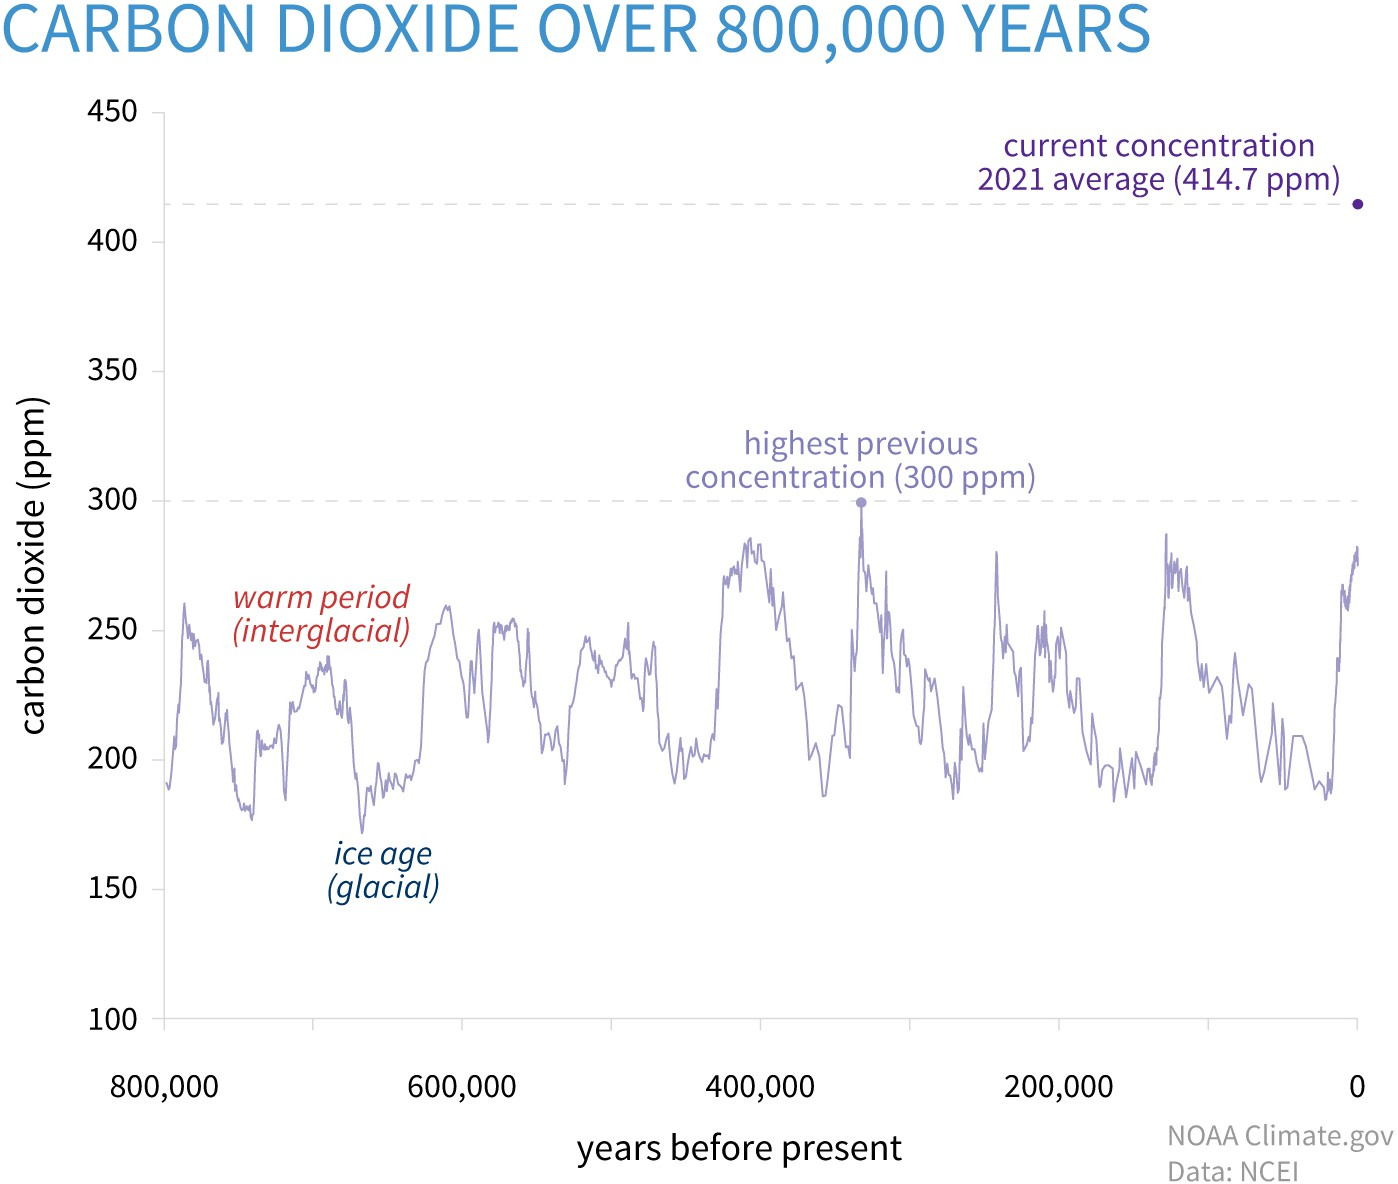 CARBON DIOXIDE OVER 800,000 YEARS
450
current concentration
2021 average (414.7 ppm)
400
350
highest previous
concentration (300 ppm)
300
warm period
(interglacial)
250
200
ice age
(glacial)
150
100
carbon dioxide (ppm)
800,000
600,000
400,000
200,000
0
years before present
NOAA Climate.gov
Data: NCEI